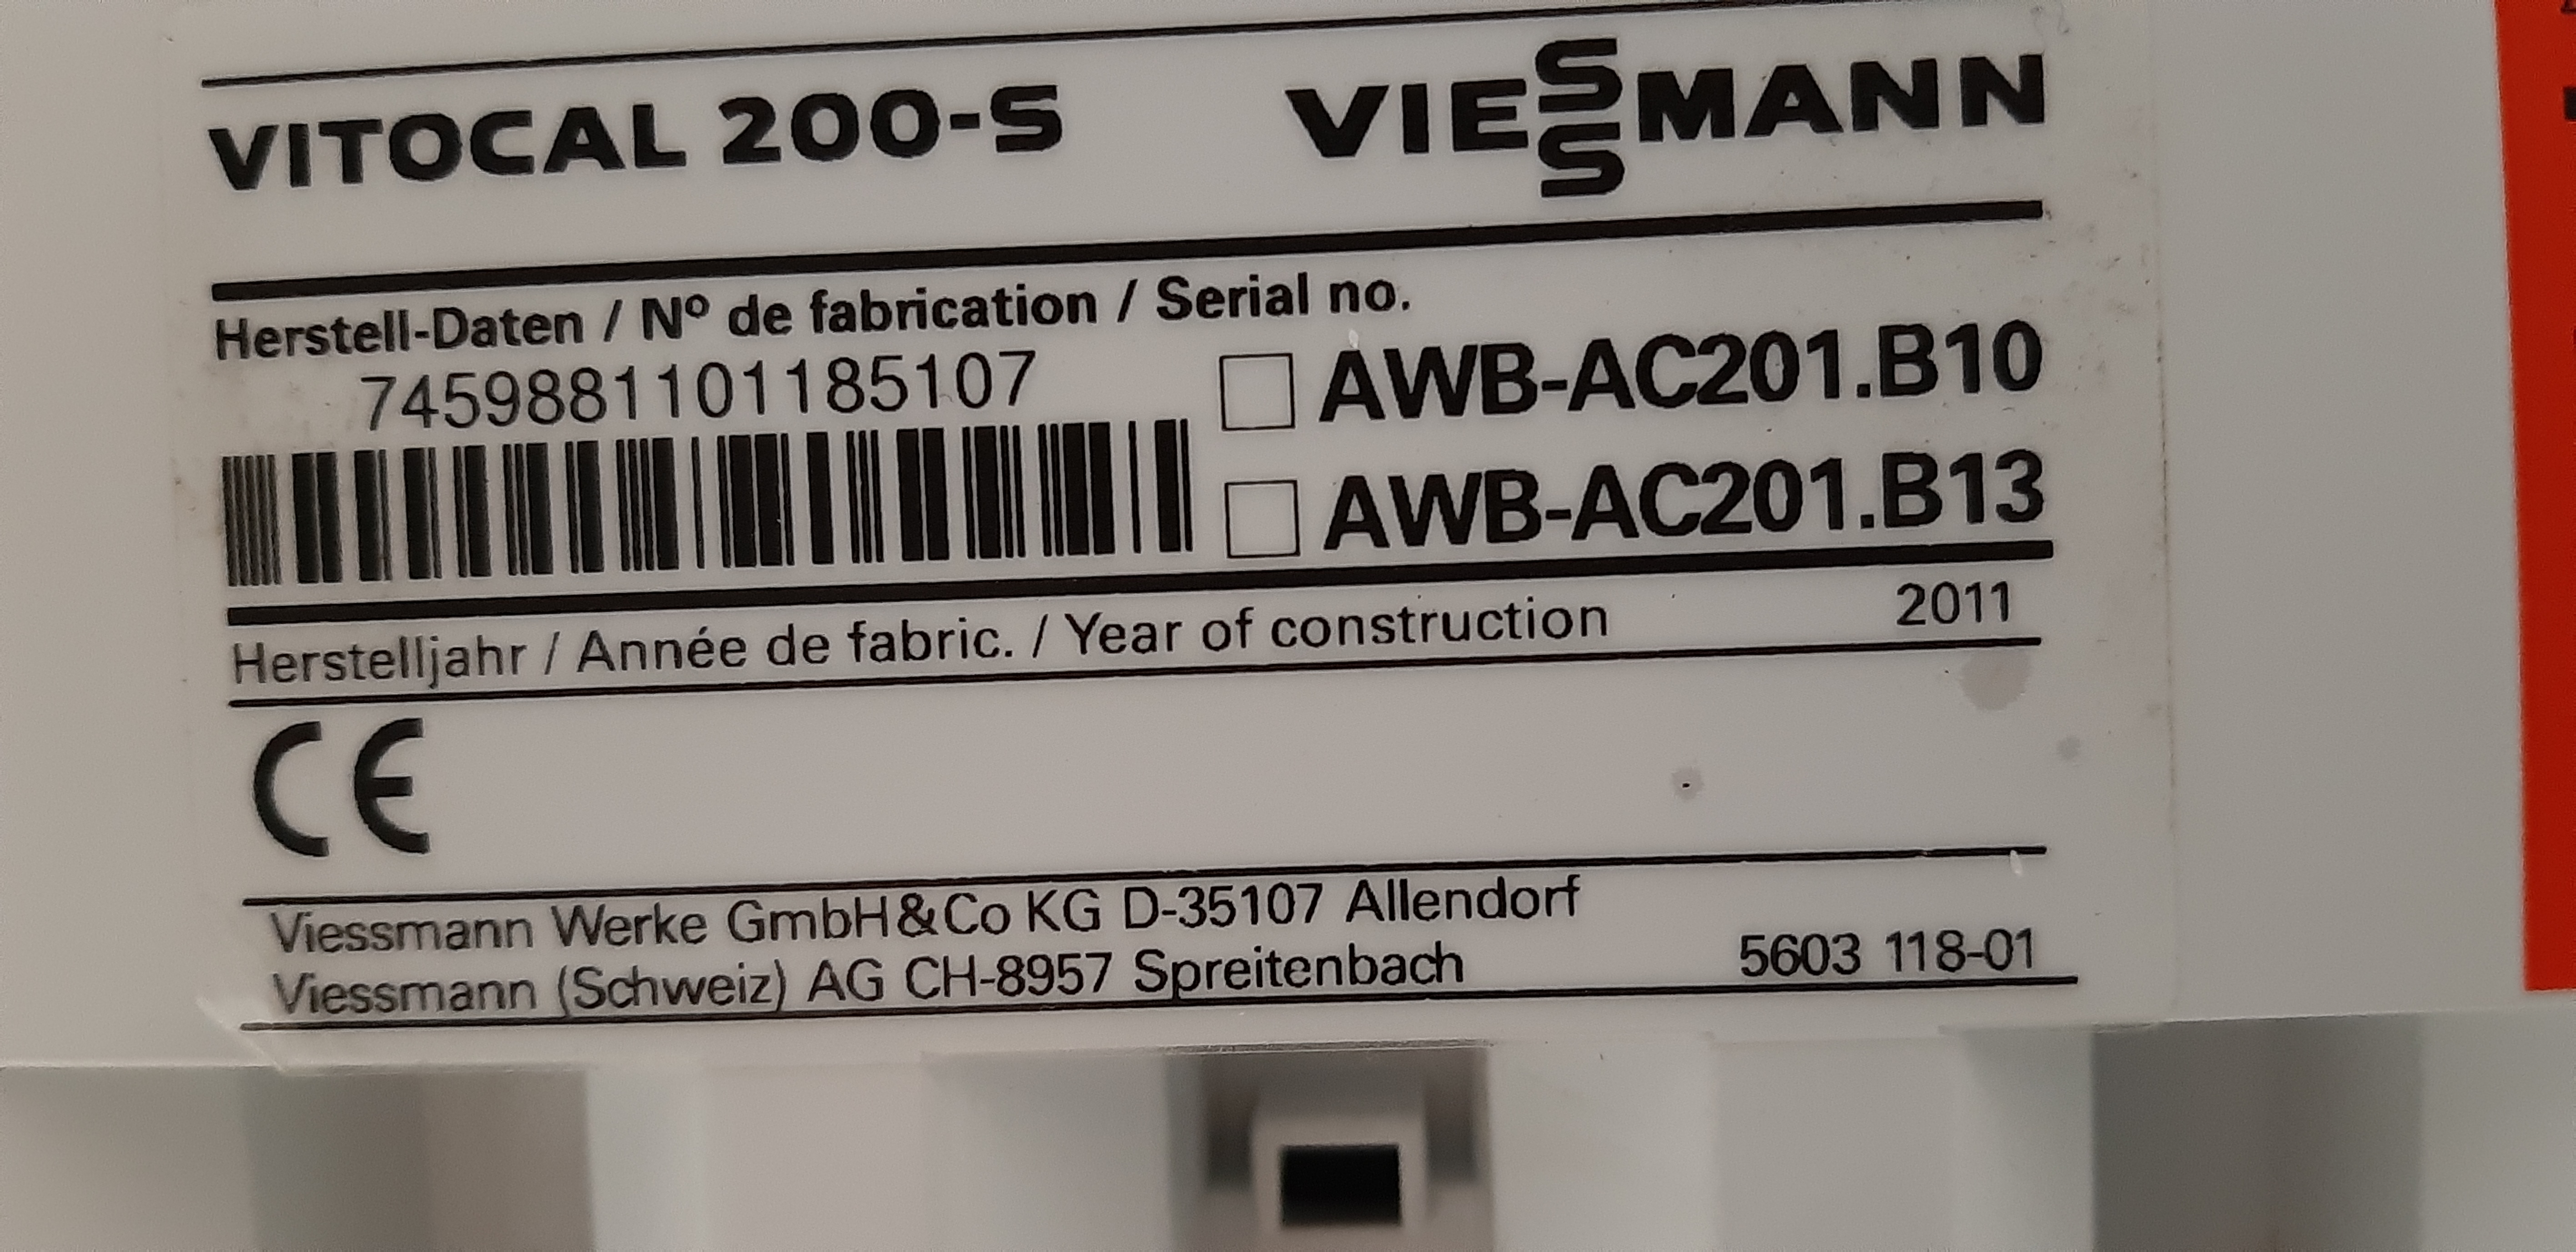 VITOCAL 200-S VIESSMANN
Herstell-Daten / Nº de fabrication / Serial no.
7459881101185107
AWB-AC201.B10
AWB-AC201.B13
Herstelljahr / Année de fabric. / Year of construction 2011
CE
Viessmann Werke GmbH&Co KG D-35107 Allendorf
Viessmann (Schweiz) AG CH-8957 Spreitenbach 5603 118-01